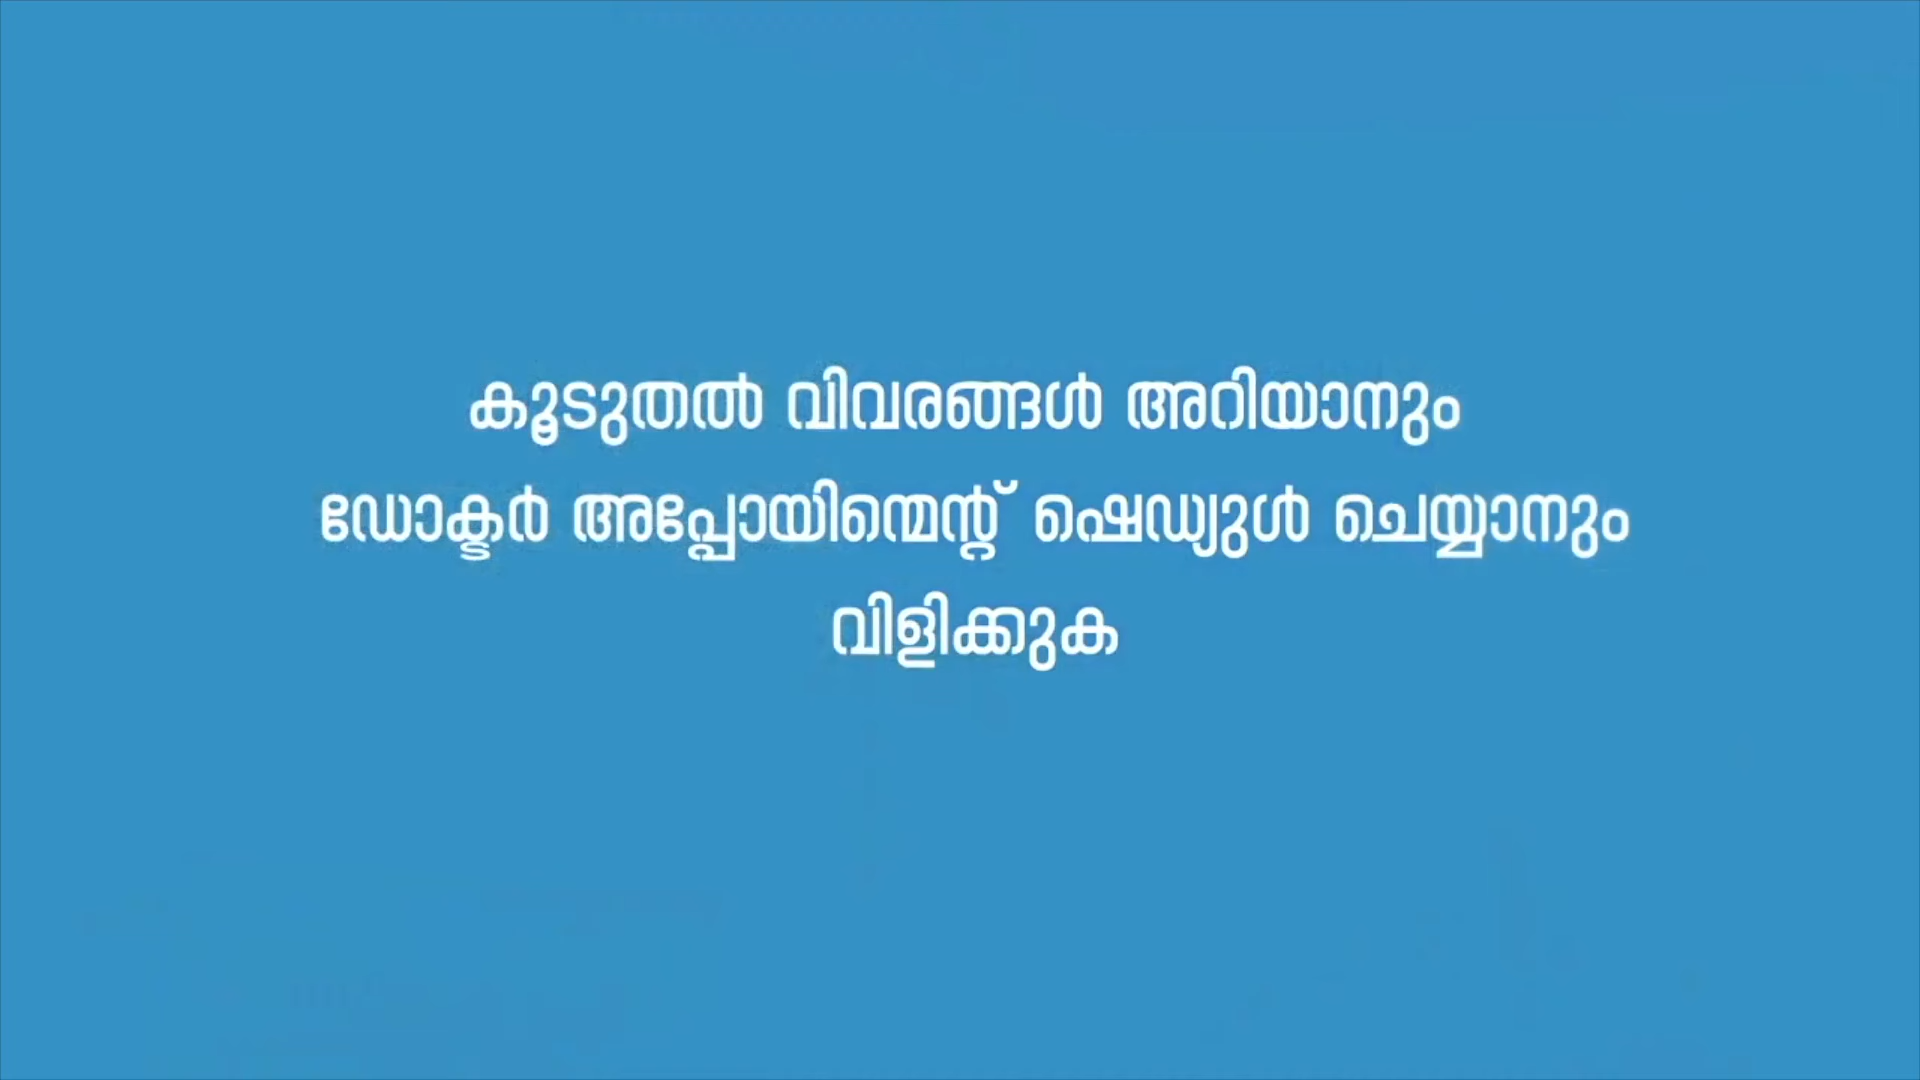 കൂടുതൽ വിവരങ്ങൾ അറിയാനും
ഡോക്ടർ അപ്പോയിന്മെന്റ് ഷെഡ്യുൾ ചെയ്യാനും
വിളിക്കുക